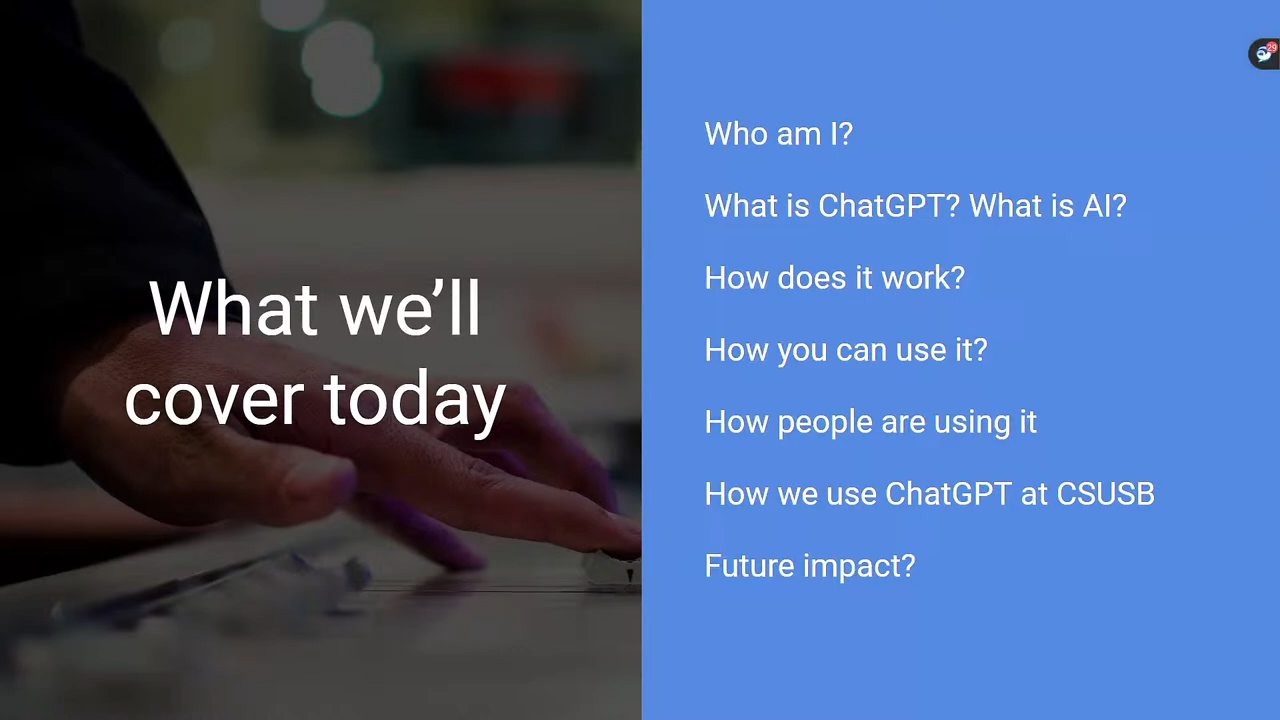 What we’ll
cover today
Who am I?
What is ChatGPT? What is AI?
How does it work?
How you can use it?
How people are using it
How we use ChatGPT at CSUSB
Future impact?
29